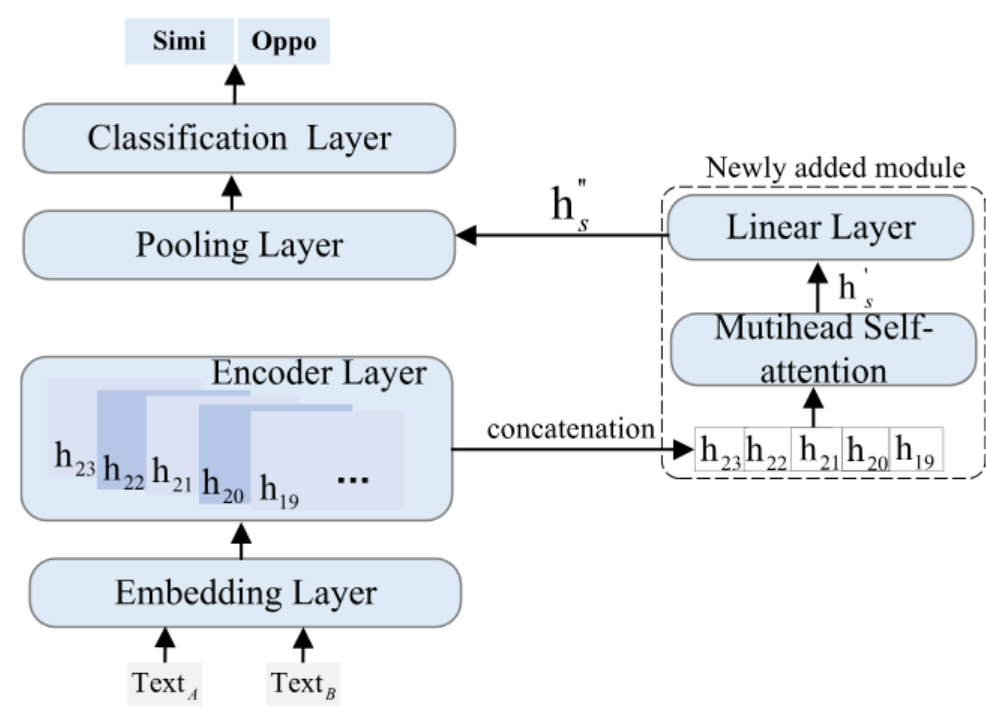 Simi Oppo
Classification Layer
Newly added module
h''s
Linear Layer
Pooling Layer
h's
Mutihead Self-
attention
Encoder Layer
concatenation
h23 h22 h21 h20 h19
h23 h22 h21 h20 h19 ...
Embedding Layer
TextA TextB